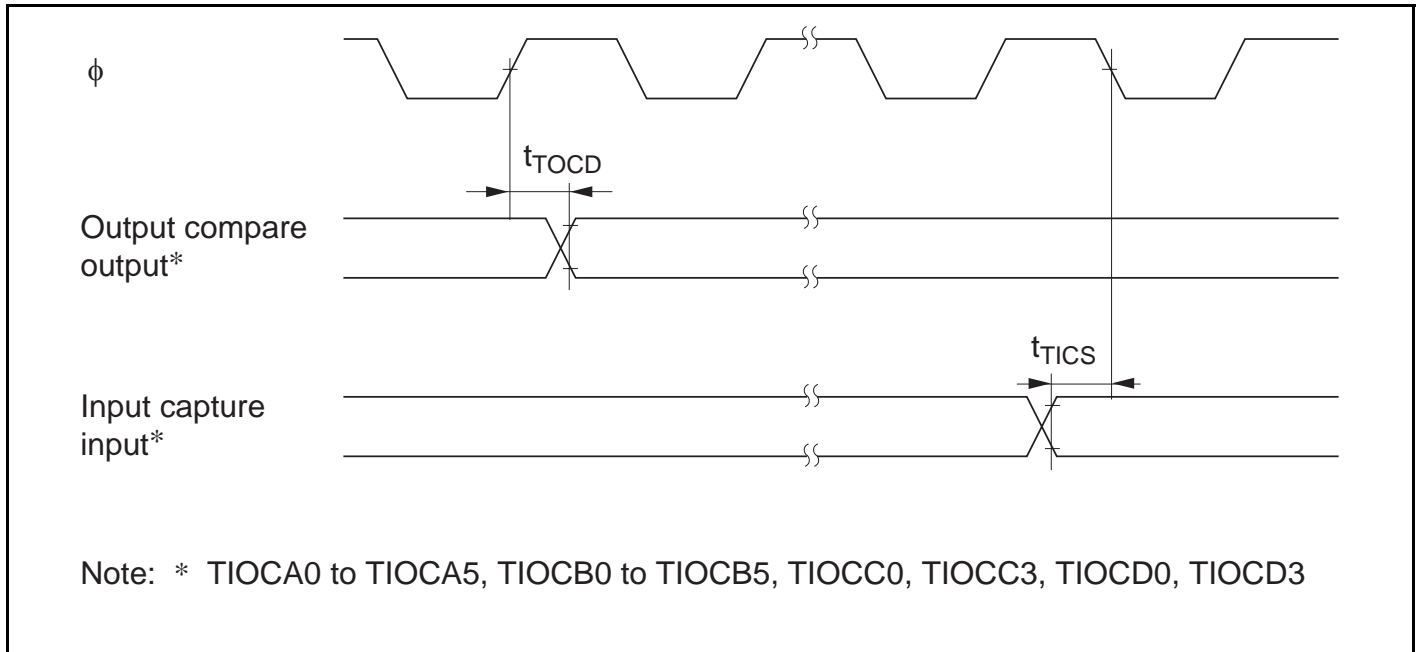 ϕ
tTOCD
Output compare
output*
tTICS
Input capture
input*
Note: * TIOCA0 to TIOCA5, TIOCB0 to TIOCB5, TIOCC0, TIOCC3, TIOCD0, TIOCD3